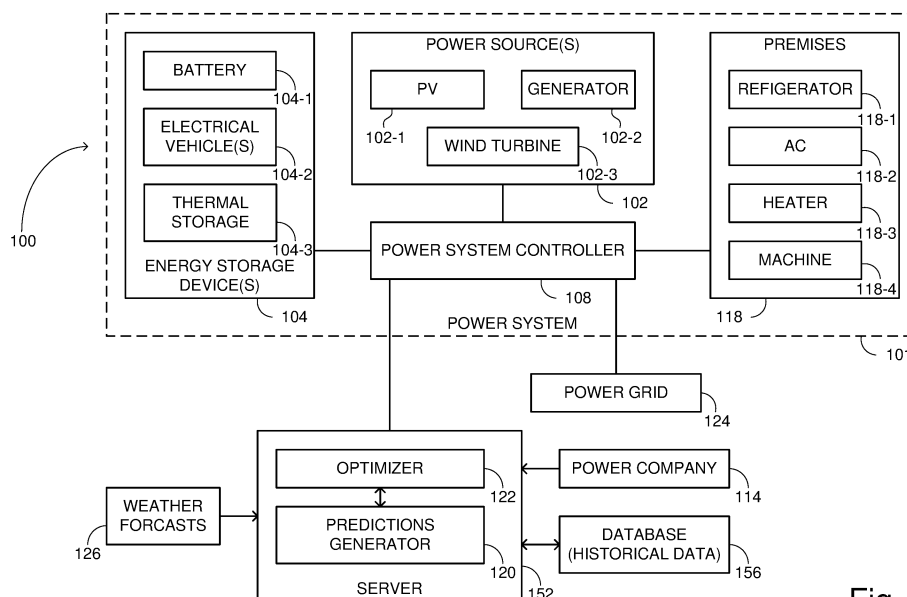 POWER SOURCE(S)
PREMISES
BATTERY
104-1
PV
102-1
GENERATOR
102-2
REFIGERATOR
118-1
ELECTRICAL
VEHICLE(S)
104-2
WIND TURBINE
102-3
AC
118-2
102
THERMAL
STORAGE
104-3
HEATER
118-3
100
POWER SYSTEM CONTROLLER
108
MACHINE
118-4
ENERGY STORAGE
DEVICE(S)
104
118
POWER SYSTEM
101
POWER GRID
124
OPTIMIZER
122
POWER COMPANY
114
WEATHER
FORCASTS
126
PREDICTIONS
GENERATOR
120
DATABASE
(HISTORICAL DATA)
156
SERVER
152
Fig